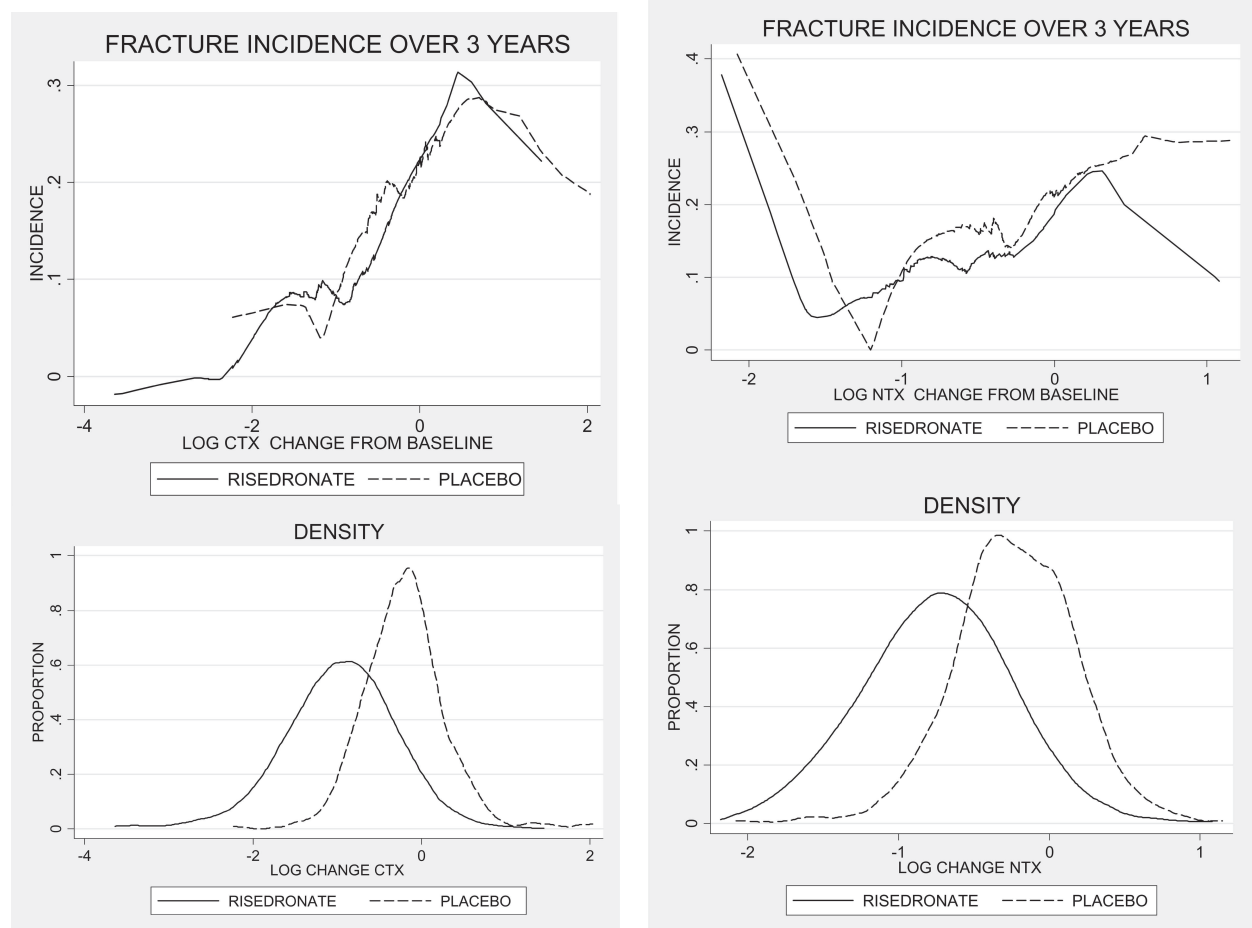 FRACTURE INCIDENCE OVER 3 YEARS
INCIDENCE
.3
.2
.1
0
-4 -2 0 2
LOG CTX CHANGE FROM BASELINE
RISEDRONATE PLACEBO
FRACTURE INCIDENCE OVER 3 YEARS
INCIDENCE
.4
.3
.2
.1
0
-2 -1 0 1
LOG NTX CHANGE FROM BASELINE
RISEDRONATE PLACEBO
DENSITY
PROPORTION
1
.8
.6
.4
.2
0
-4 -2 0 2
LOG CHANGE CTX
RISEDRONATE PLACEBO
DENSITY
PROPORTION
1
.8
.6
.4
.2
0
-2 -1 0 1
LOG CHANGE NTX
RISEDRONATE PLACEBO